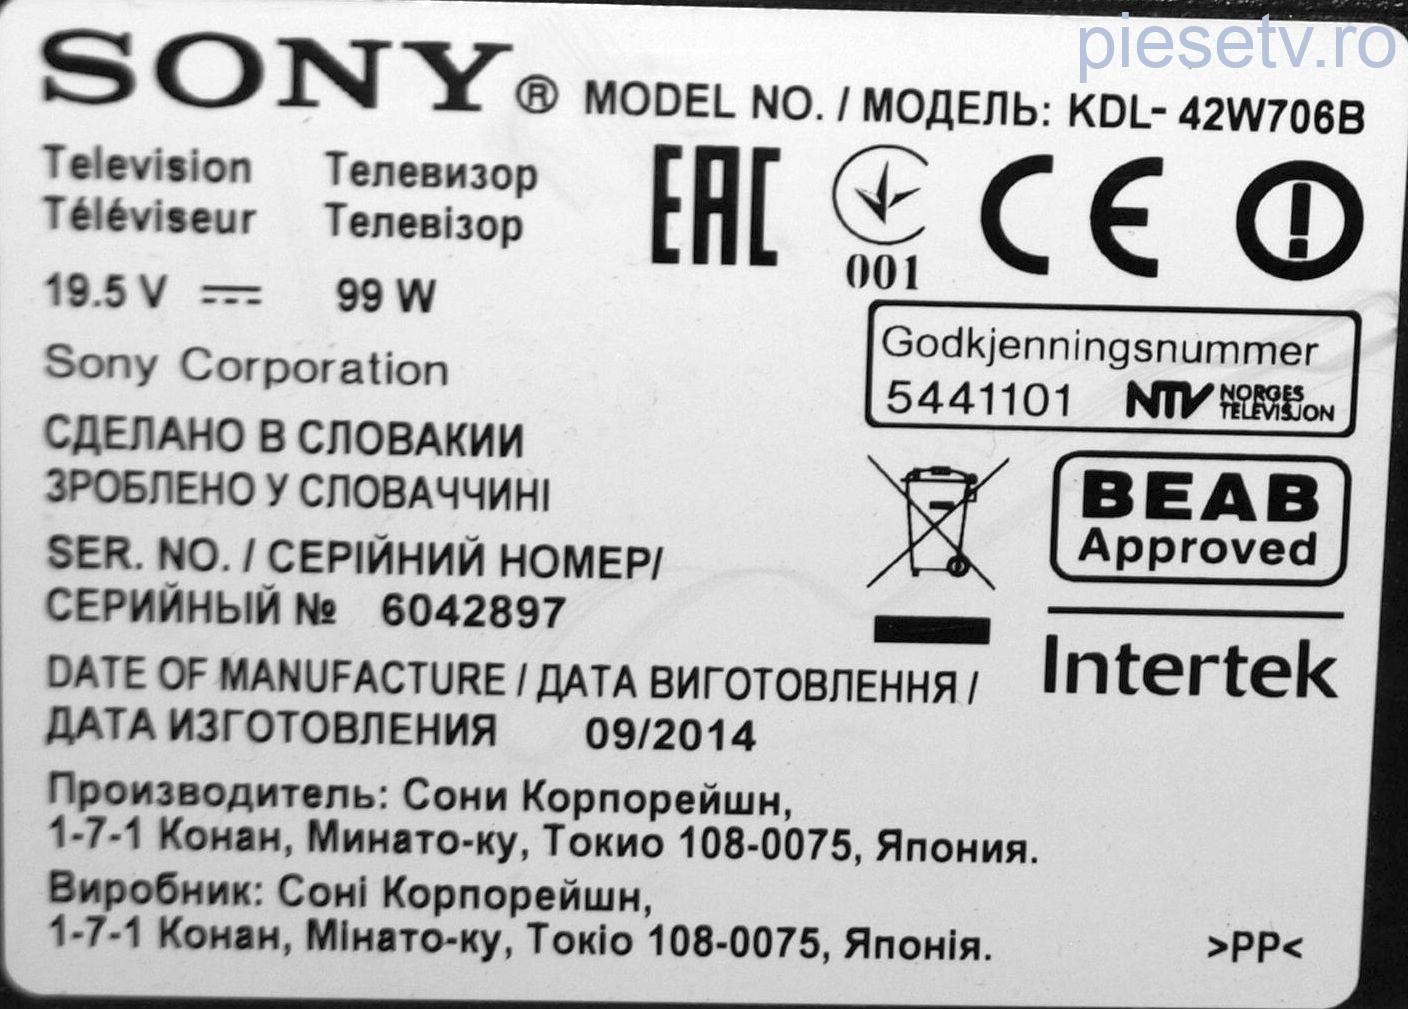 piesetv.ro
SONY® MODEL NO. / МОДЕЛЬ: KDL- 42W706B
Television Телевизор
Téléviseur Телевізор
EAC
001
CE
19.5 V 99 W
Godkjenningsnummer
5441101 NTV NORGES TELEVISJON
Sony Corporation
СДЕЛАНО В СЛОВАКИИ
ЗРОБЛЕНО У СЛОВАЧЧИНІ
BEAB
Approved
SER. NO. / СЕРІЙНИЙ НОМЕР/
СЕРИЙНЫЙ № 6042897
Intertek
DATE OF MANUFACTURE / ДАТА ВИГОТОВЛЕННЯ /
ДАТА ИЗГОТОВЛЕНИЯ 09/2014
Производитель: Сони Корпорейшн,
1-7-1 Конан, Минато-ку, Токио 108-0075, Япония.
Виробник: Соні Корпорейшн,
1-7-1 Конан, Мінато-ку, Токіо 108-0075, Японія.
>PP<